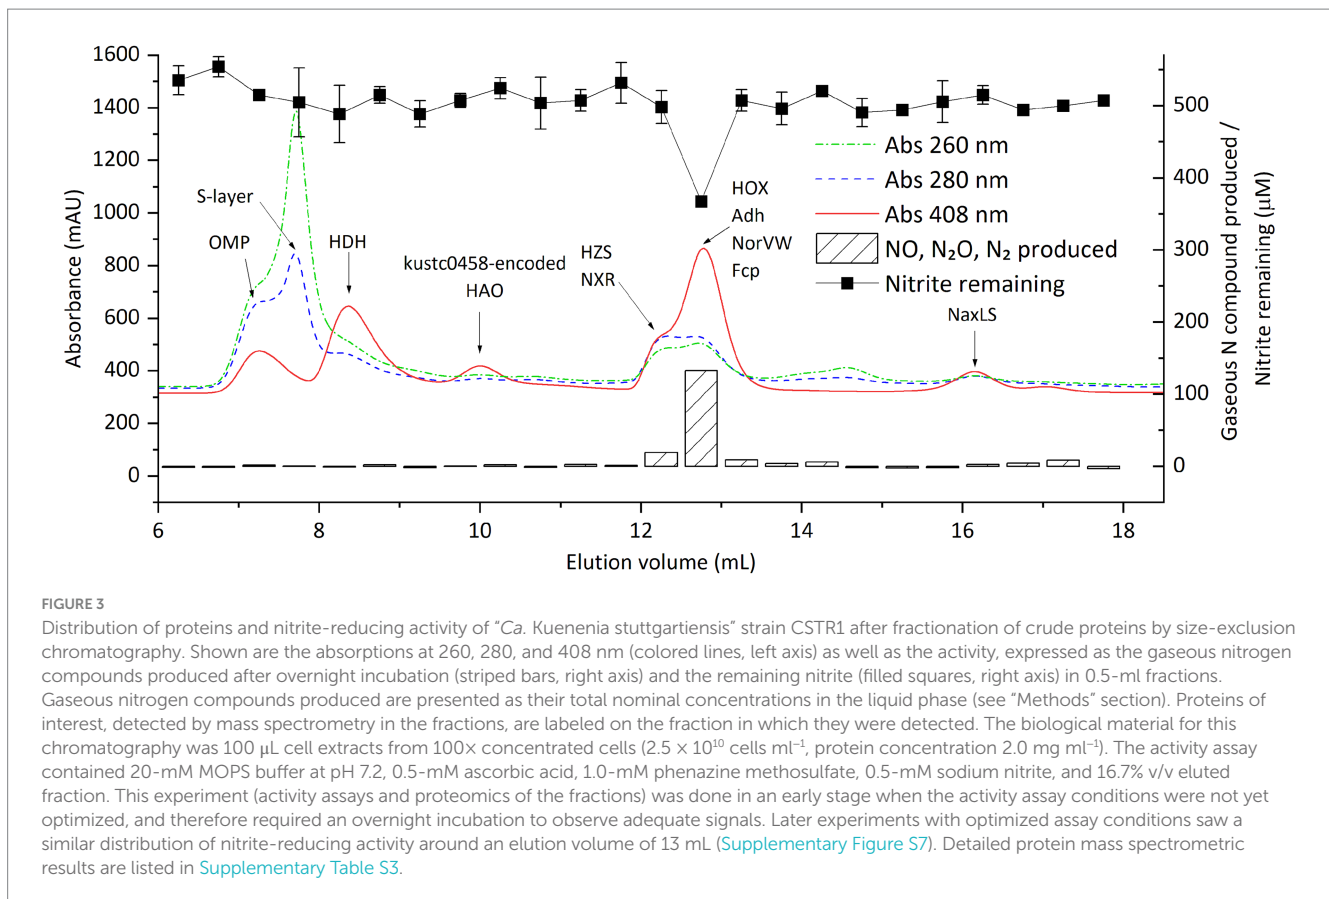 1600
1400
1200
1000
800
600
400
200
0
Absorbance (mAU)
500
400
300
200
100
0
Gaseous N compound produced /
Nitrite remaining (μM)
6
8
10
12
14
16
18
Elution volume (mL)
S-layer
OMP
HDH
kustc0458-encoded
HAO
HZS
NXR
HOX
Adh
NorVW
Fcp
NaxLS
Abs 260 nm
Abs 280 nm
Abs 408 nm
NO, N₂O, N₂ produced
Nitrite remaining
FIGURE 3
Distribution of proteins and nitrite-reducing activity of “Ca. Kuenenia stuttgartiensis” strain CSTR1 after fractionation of crude proteins by size-exclusion
chromatography. Shown are the absorptions at 260, 280, and 408 nm (colored lines, left axis) as well as the activity, expressed as the gaseous nitrogen
compounds produced after overnight incubation (striped bars, right axis) and the remaining nitrite (filled squares, right axis) in 0.5-ml fractions.
Gaseous nitrogen compounds produced are presented as their total nominal concentrations in the liquid phase (see “Methods” section). Proteins of
interest, detected by mass spectrometry in the fractions, are labeled on the fraction in which they were detected. The biological material for this
chromatography was 100 μL cell extracts from 100× concentrated cells (2.5 × 10¹⁰ cells ml⁻¹, protein concentration 2.0 mg ml⁻¹). The activity assay
contained 20-mM MOPS buffer at pH 7.2, 0.5-mM ascorbic acid, 1.0-mM phenazine methosulfate, 0.5-mM sodium nitrite, and 16.7% v/v eluted
fraction. This experiment (activity assays and proteomics of the fractions) was done in an early stage when the activity assay conditions were not yet
optimized, and therefore required an overnight incubation to observe adequate signals. Later experiments with optimized assay conditions saw a
similar distribution of nitrite-reducing activity around an elution volume of 13 mL (Supplementary Figure S7). Detailed protein mass spectrometric
results are listed in Supplementary Table S3.